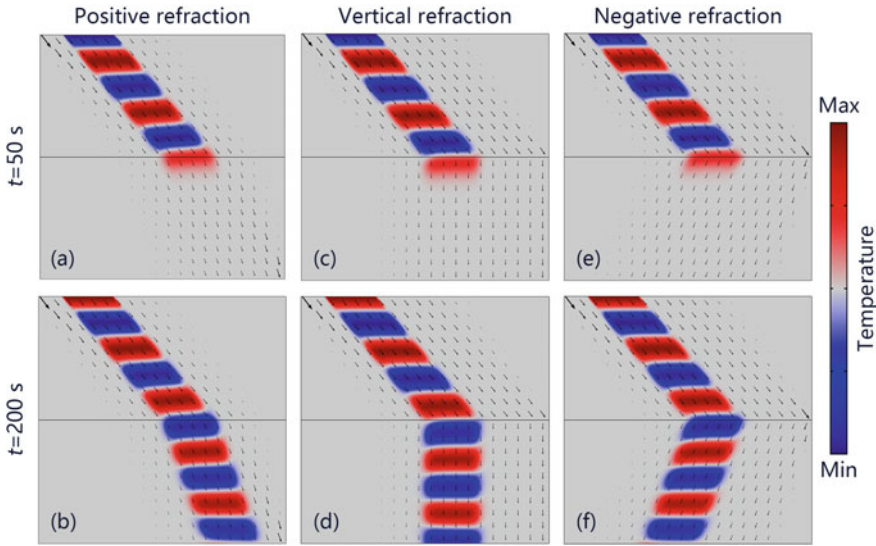 Positive refraction
Vertical refraction
Negative refraction
t=50 s
(a)
(c)
(e)
t=200 s
(b)
(d)
(f)
Max
Temperature
Min